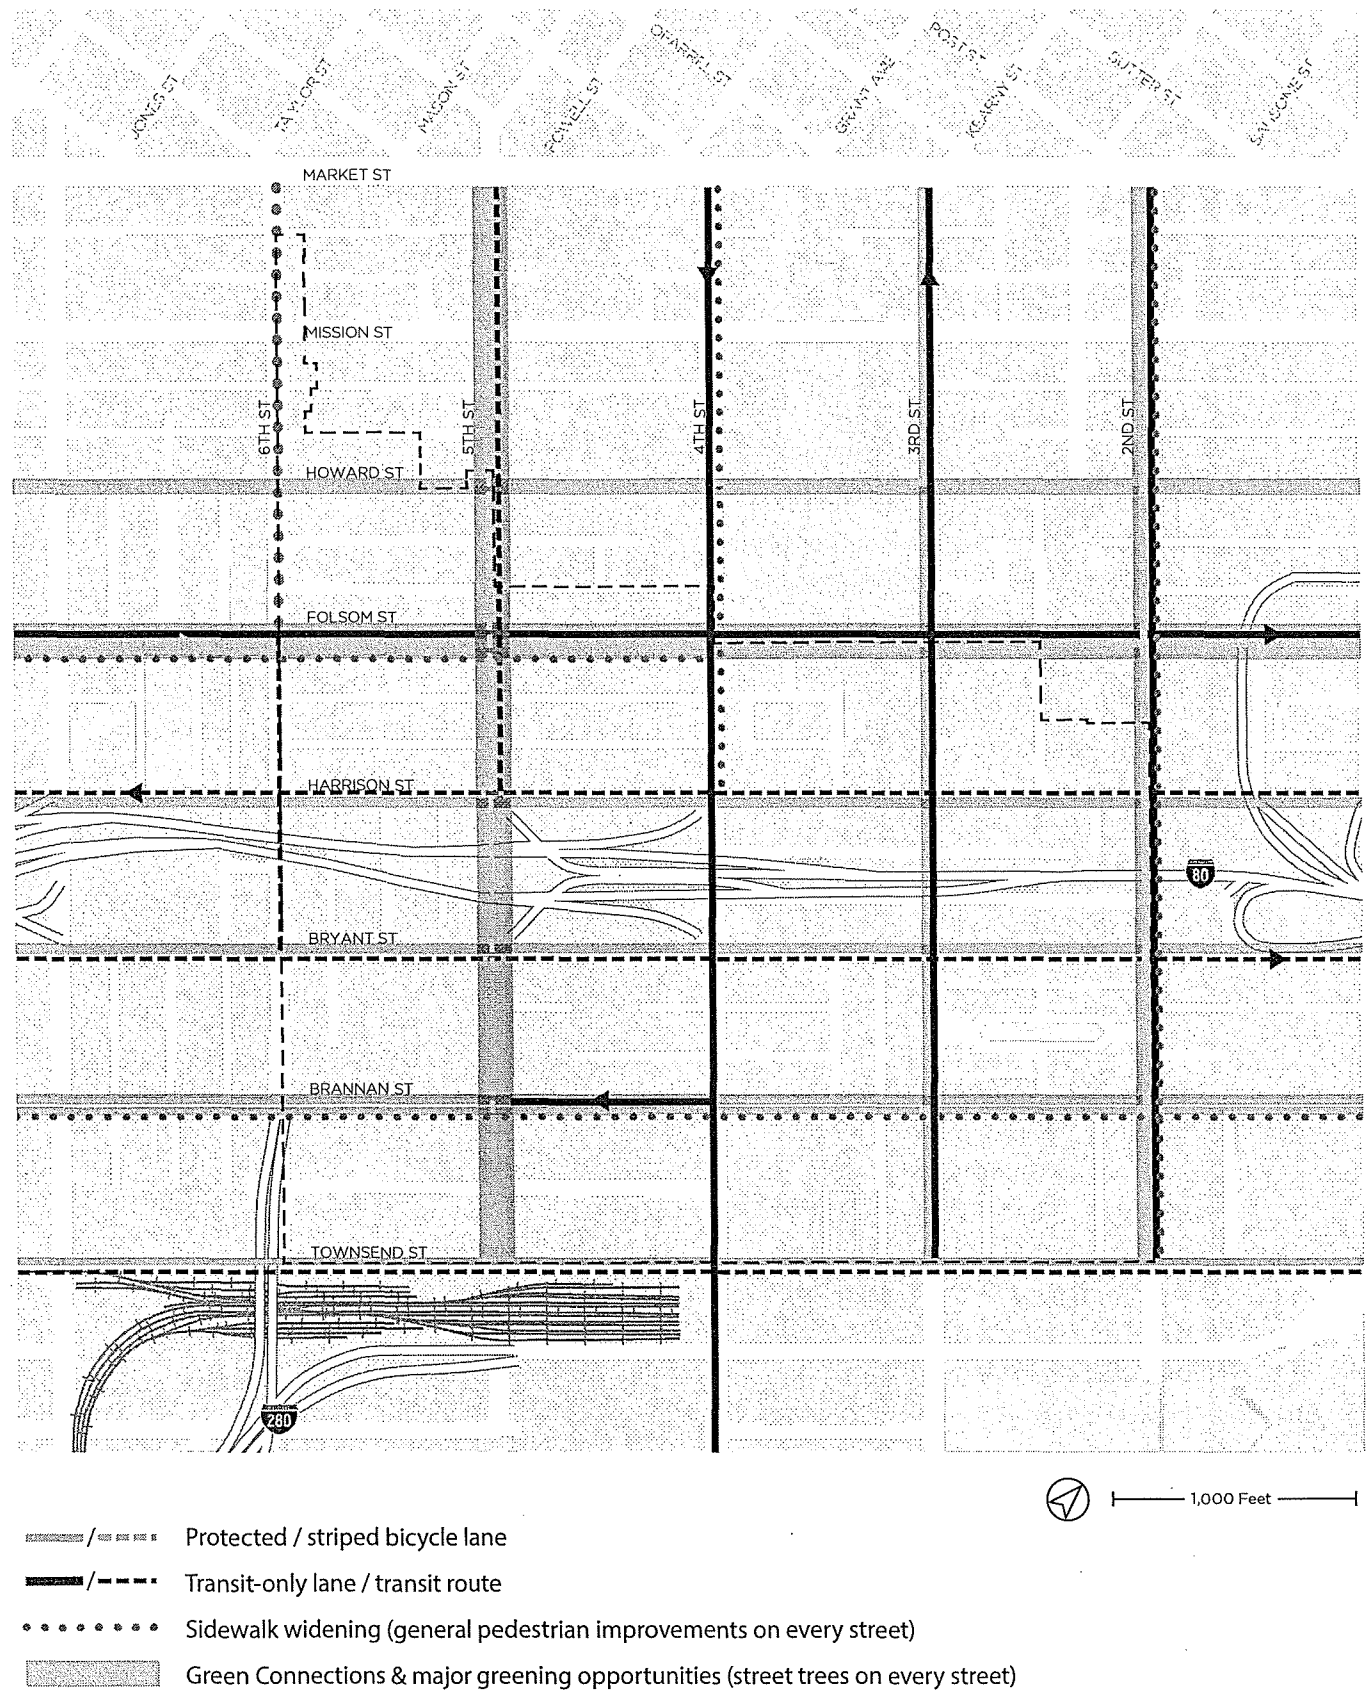 JONES ST
TAYLOR ST
MASON ST
POWELL ST
OFARRELL ST
GRANT AVE
POST ST
KEARNY ST
SUTTER ST
SANSOME ST
MARKET ST
MISSION ST
6TH ST
5TH ST
4TH ST
3RD ST
2ND ST
HOWARD ST
FOLSOM ST
HARRISON ST
80
BRYANT ST
BRANNAN ST
TOWNSEND ST
280
1,000 Feet
/ Protected / striped bicycle lane
/ Transit-only lane / transit route
Sidewalk widening (general pedestrian improvements on every street)
Green Connections & major greening opportunities (street trees on every street)